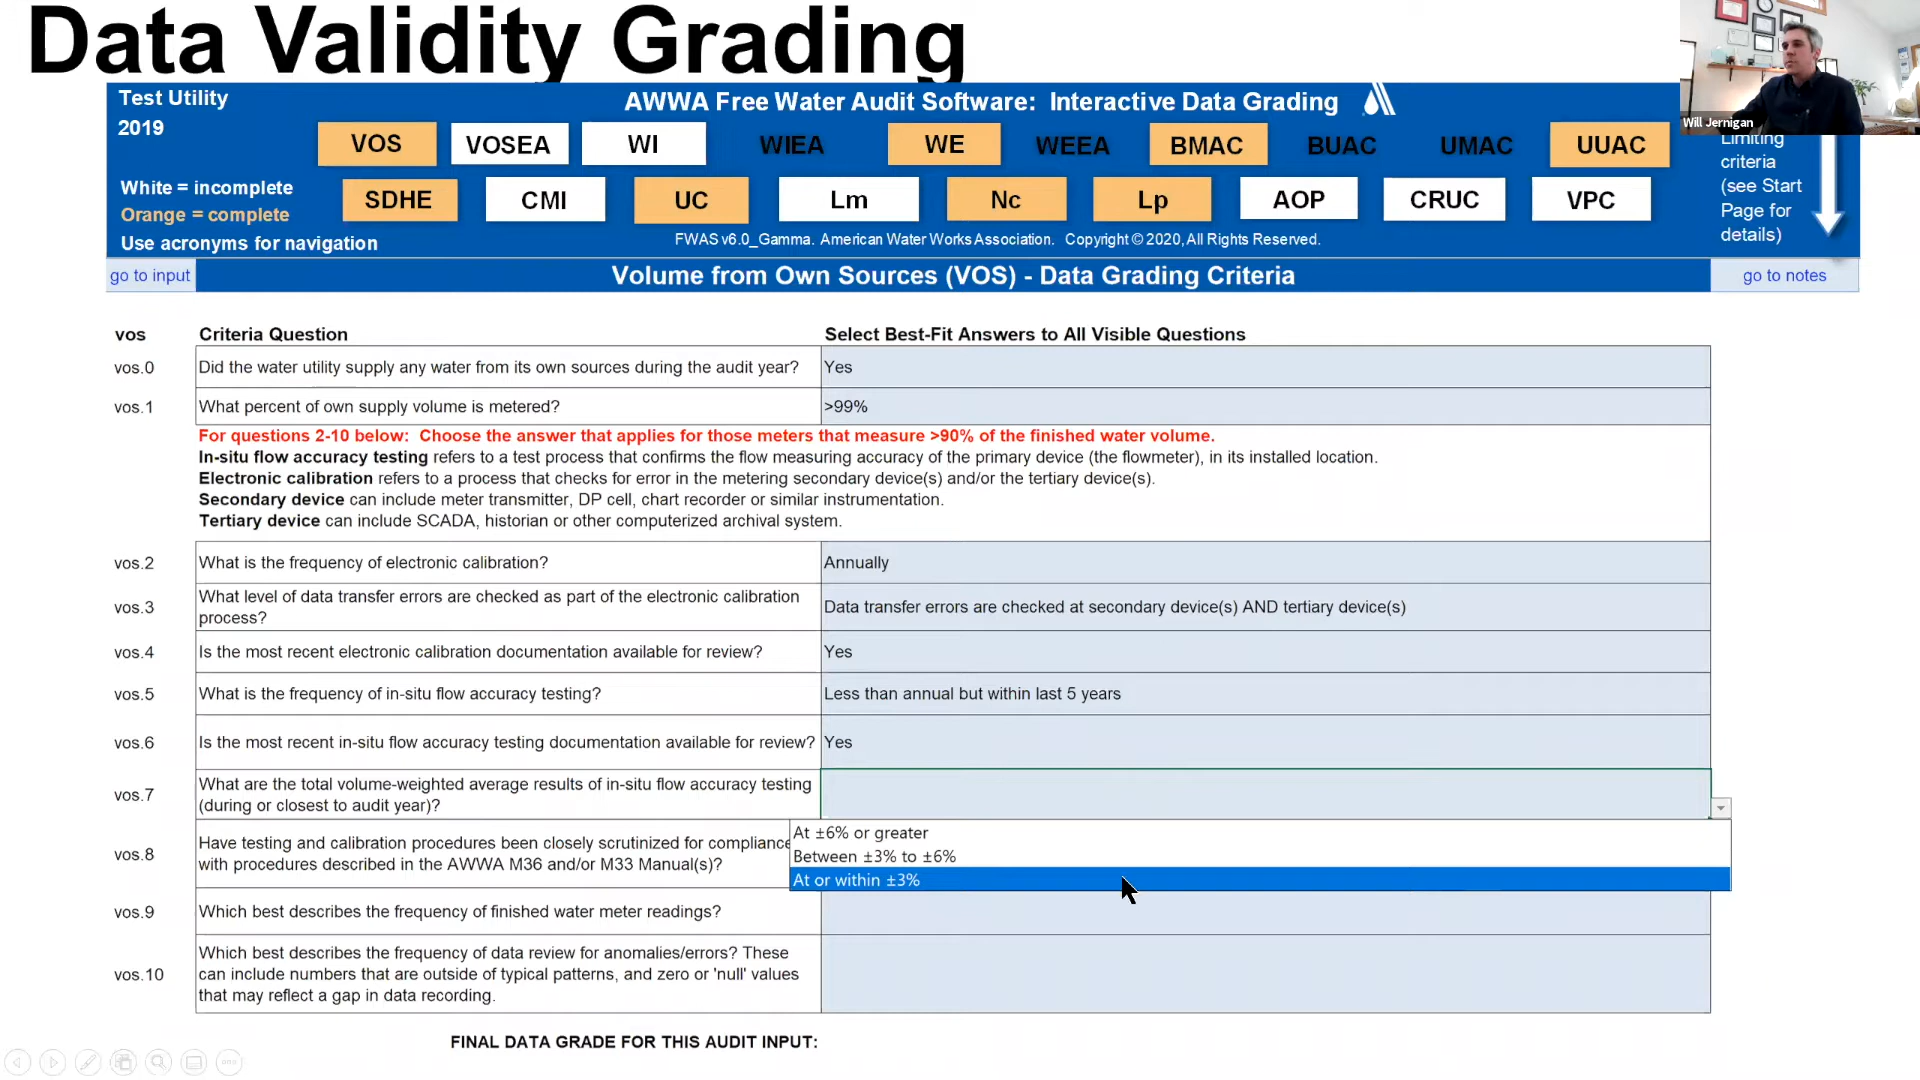 Data Validity Grading
Will Jernigan
Test Utility
2019
AWWA Free Water Audit Software: Interactive Data Grading
VOS VOSEA WI WIEA WE WEEA BMAC BUAC UMAC UUAC
SDHE CMI UC Lm Nc Lp AOP CRUC VPC
White = incomplete
Orange = complete
Use acronyms for navigation
FWAS v6.0_Gamma. American Water Works Association. Copyright © 2020, All Rights Reserved.
Limiting
criteria
(see Start
Page for
details)
go to input
Volume from Own Sources (VOS) - Data Grading Criteria
go to notes
vos Criteria Question Select Best-Fit Answers to All Visible Questions
vos.0 Did the water utility supply any water from its own sources during the audit year? Yes
vos.1 What percent of own supply volume is metered? >99%
For questions 2-10 below: Choose the answer that applies for those meters that measure >90% of the finished water volume.
In-situ flow accuracy testing refers to a test process that confirms the flow measuring accuracy of the primary device (the flowmeter), in its installed location.
Electronic calibration refers to a process that checks for error in the metering secondary device(s) and/or the tertiary device(s).
Secondary device can include meter transmitter, DP cell, chart recorder or similar instrumentation.
Tertiary device can include SCADA, historian or other computerized archival system.
vos.2 What is the frequency of electronic calibration? Annually
vos.3 What level of data transfer errors are checked as part of the electronic calibration
process?
Data transfer errors are checked at secondary device(s) AND tertiary device(s)
vos.4 Is the most recent electronic calibration documentation available for review? Yes
vos.5 What is the frequency of in-situ flow accuracy testing? Less than annual but within last 5 years
vos.6 Is the most recent in-situ flow accuracy testing documentation available for review? Yes
vos.7 What are the total volume-weighted average results of in-situ flow accuracy testing
(during or closest to audit year)?
At ±6% or greater
Between ±3% to ±6%
At or within ±3%
vos.8 Have testing and calibration procedures been closely scrutinized for compliance
with procedures described in the AWWA M36 and/or M33 Manual(s)?
vos.9 Which best describes the frequency of finished water meter readings?
vos.10 Which best describes the frequency of data review for anomalies/errors? These
can include numbers that are outside of typical patterns, and zero or 'null' values
that may reflect a gap in data recording.
FINAL DATA GRADE FOR THIS AUDIT INPUT: